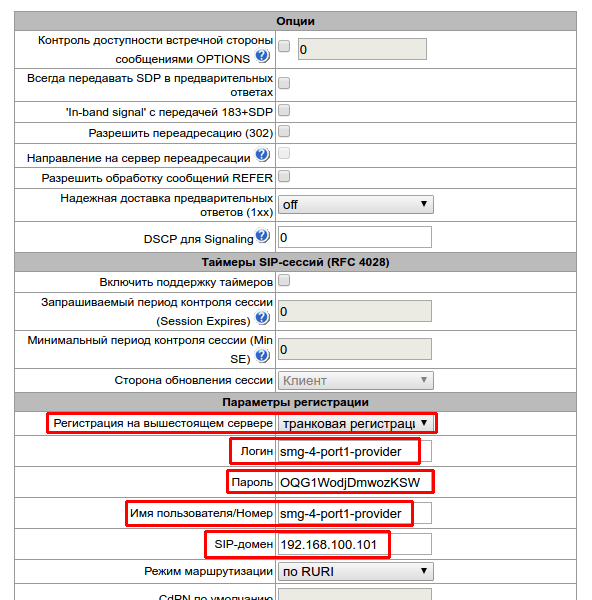 Опции
Контроль доступности встречной стороны
сообщениями OPTIONS ? 0
Всегда передавать SDP в предварительных
ответах
'In-band signal' с передачей 183+SDP
Разрешить переадресацию (302)
Направление на сервер переадресации ?
Разрешить обработку сообщений REFER
Надежная доставка предварительных
ответов (1xx) off
DSCP для Signaling ? 0
Таймеры SIP-сессий (RFC 4028)
Включить поддержку таймеров
Запрашиваемый период контроля сессии
(Session Expires) ? 0
Минимальный период контроля сессии (Min
SE) ? 0
Сторона обновления сессии Клиент
Параметры регистрации
Регистрация на вышестоящем сервере транковая регистраци
Логин smg-4-port1-provider
Пароль OQG1WodjDmwozKSW
Имя пользователя/Номер smg-4-port1-provider
SIP-домен 192.168.100.101
Режим маршрутизации по RURI
CdPN по умолчанию